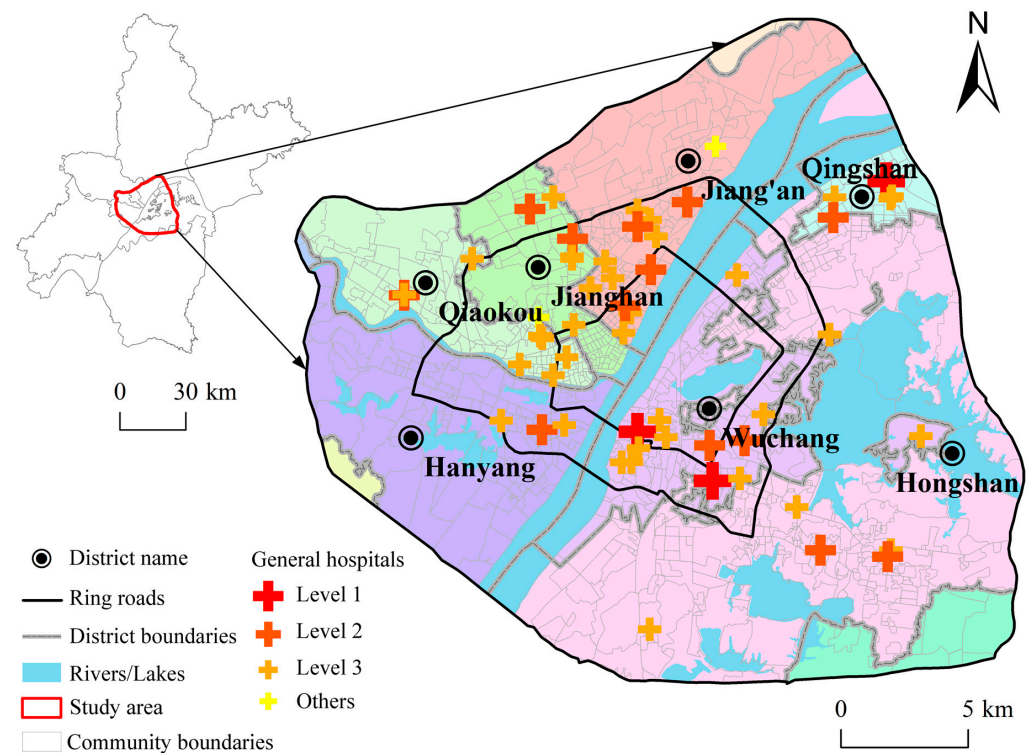 N
Qingshan
Jiang'an
Jianghan
Qiaokou
0 30 km
Wuchang
Hanyang
Hongshan
District name
Ring roads
District boundaries
Rivers/Lakes
Study area
Community boundaries
General hospitals
Level 1
Level 2
Level 3
Others
0 5 km